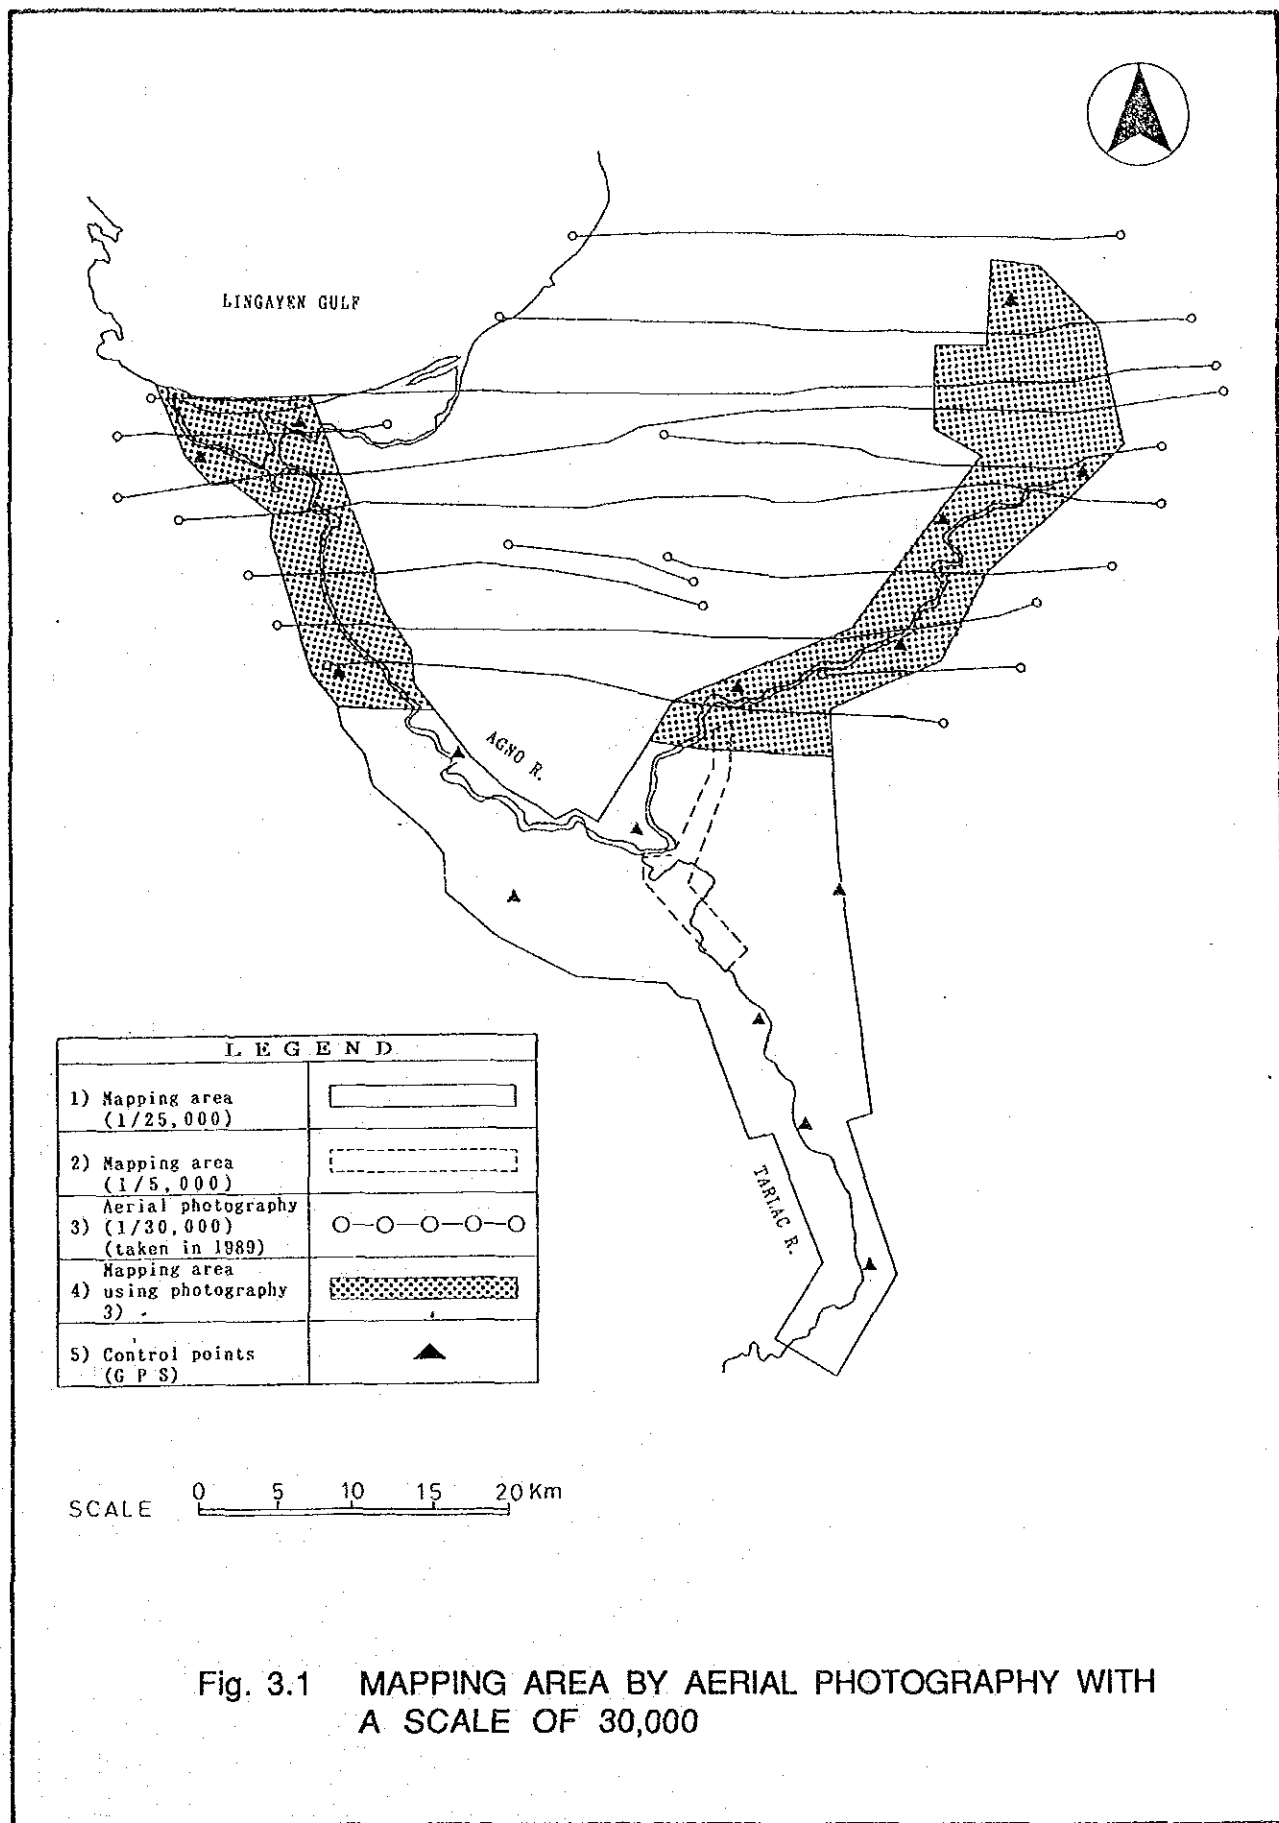 LINGAYEN GULF
AGNO R.
TARLAC R.
L E G E N D
1) Mapping area
(1/25,000)
2) Mapping area
(1/5,000)
Aerial photography
3) (1/30,000)
(taken in 1989)
Mapping area
4) using photography
3)
5) Control points
(G P S)
SCALE 0 5 10 15 20 Km
Fig. 3.1 MAPPING AREA BY AERIAL PHOTOGRAPHY WITH
A SCALE OF 30,000